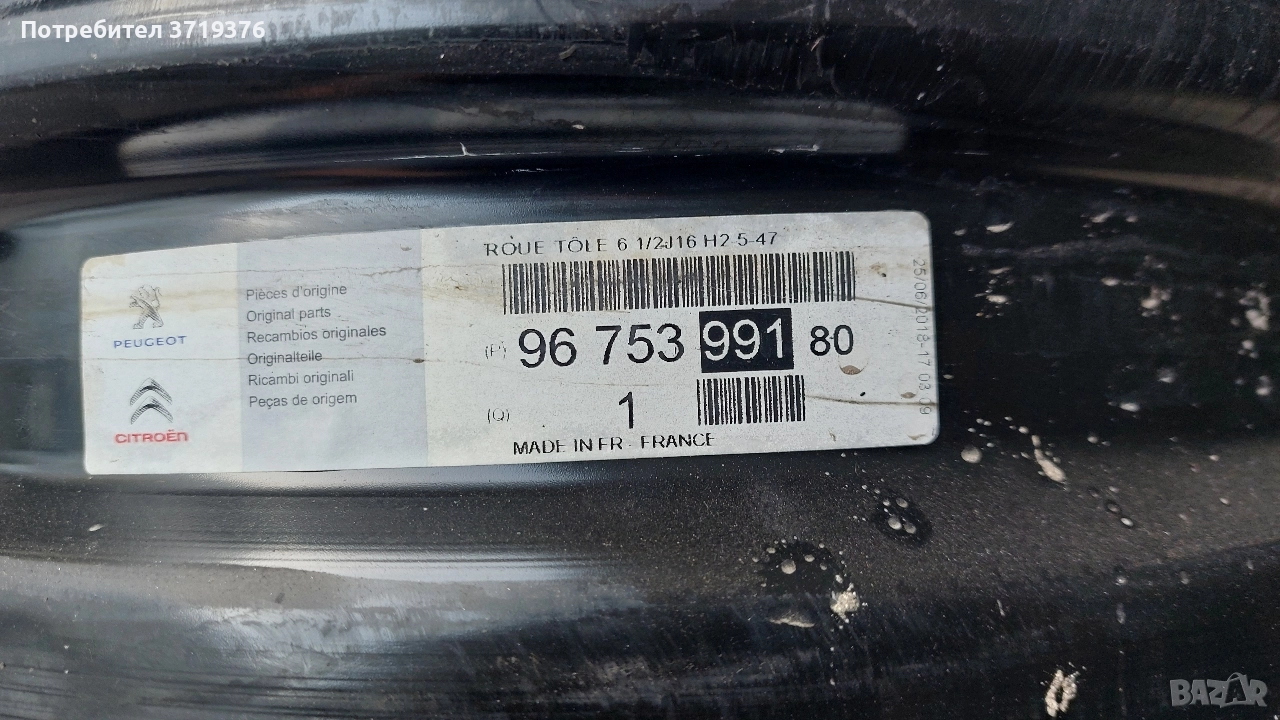 Потребител 3719376
ROUE TÔLE 6 1/2J16 H2 5-47
PEUGEOT
CITROËN
Pièces d'origine
Original parts
Recambios originales
Originalteile
Ricambi originali
Peças de origem
(P) 96 753 991 80
(Q) 1
MADE IN FR - FRANCE
25/06/2018-17
BAZAR